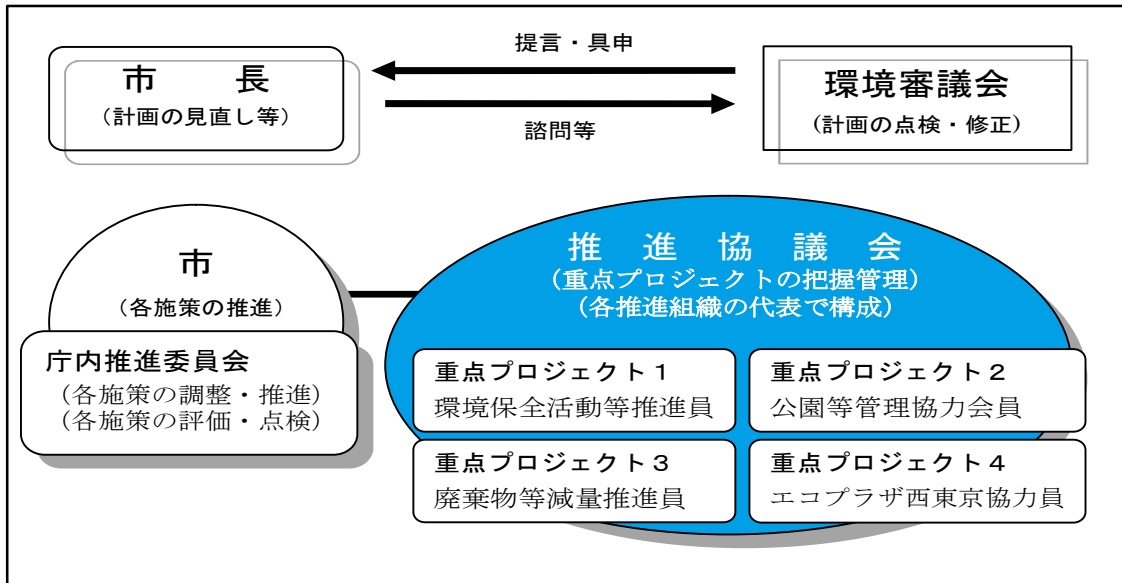 提言・具申
市　　長
(計画の見直し等)
環境審議会
(計画の点検・修正)
諮問等
市
(各施策の推進)
庁内推進委員会
(各施策の調整・推進)
(各施策の評価・点検)
推　進　協　議　会
(重点プロジェクトの把握管理)
(各推進組織の代表で構成)
重点プロジェクト１
環境保全活動等推進員
重点プロジェクト２
公園等管理協力会員
重点プロジェクト３
廃棄物等減量推進員
重点プロジェクト４
エコプラザ西東京協力員